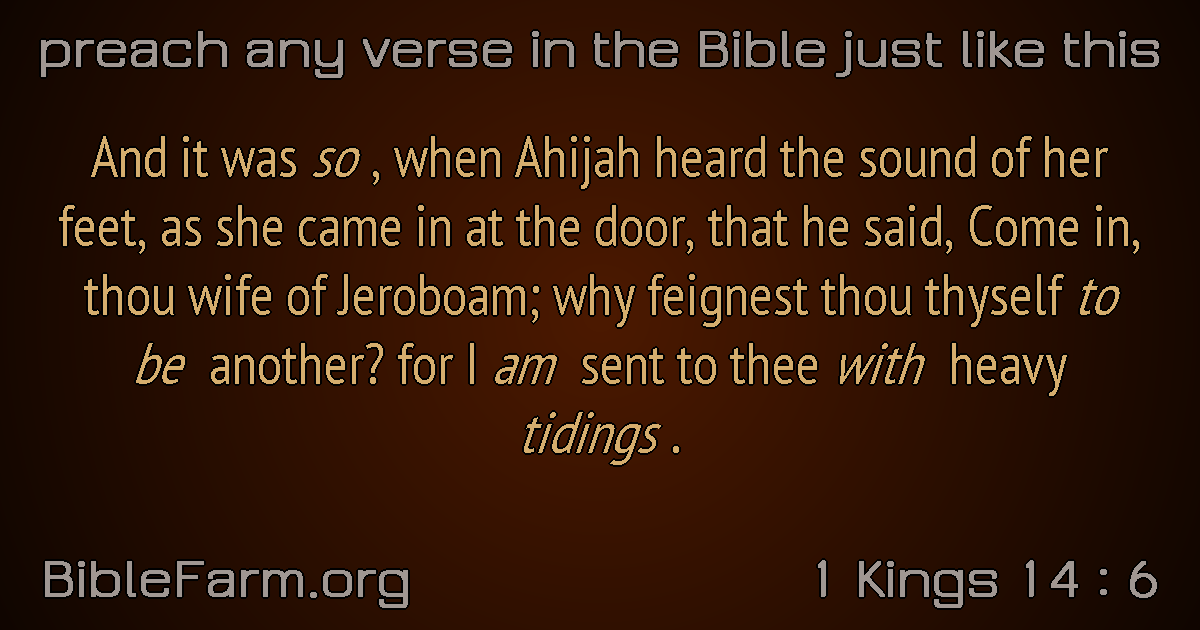 preach any verse in the Bible just like this
And it was so , when Ahijah heard the sound of her
feet, as she came in at the door, that he said, Come in,
thou wife of Jeroboam; why feignest thou thyself to
be another? for I am sent to thee with heavy
tidings .
BibleFarm.org
1 Kings 14 : 6